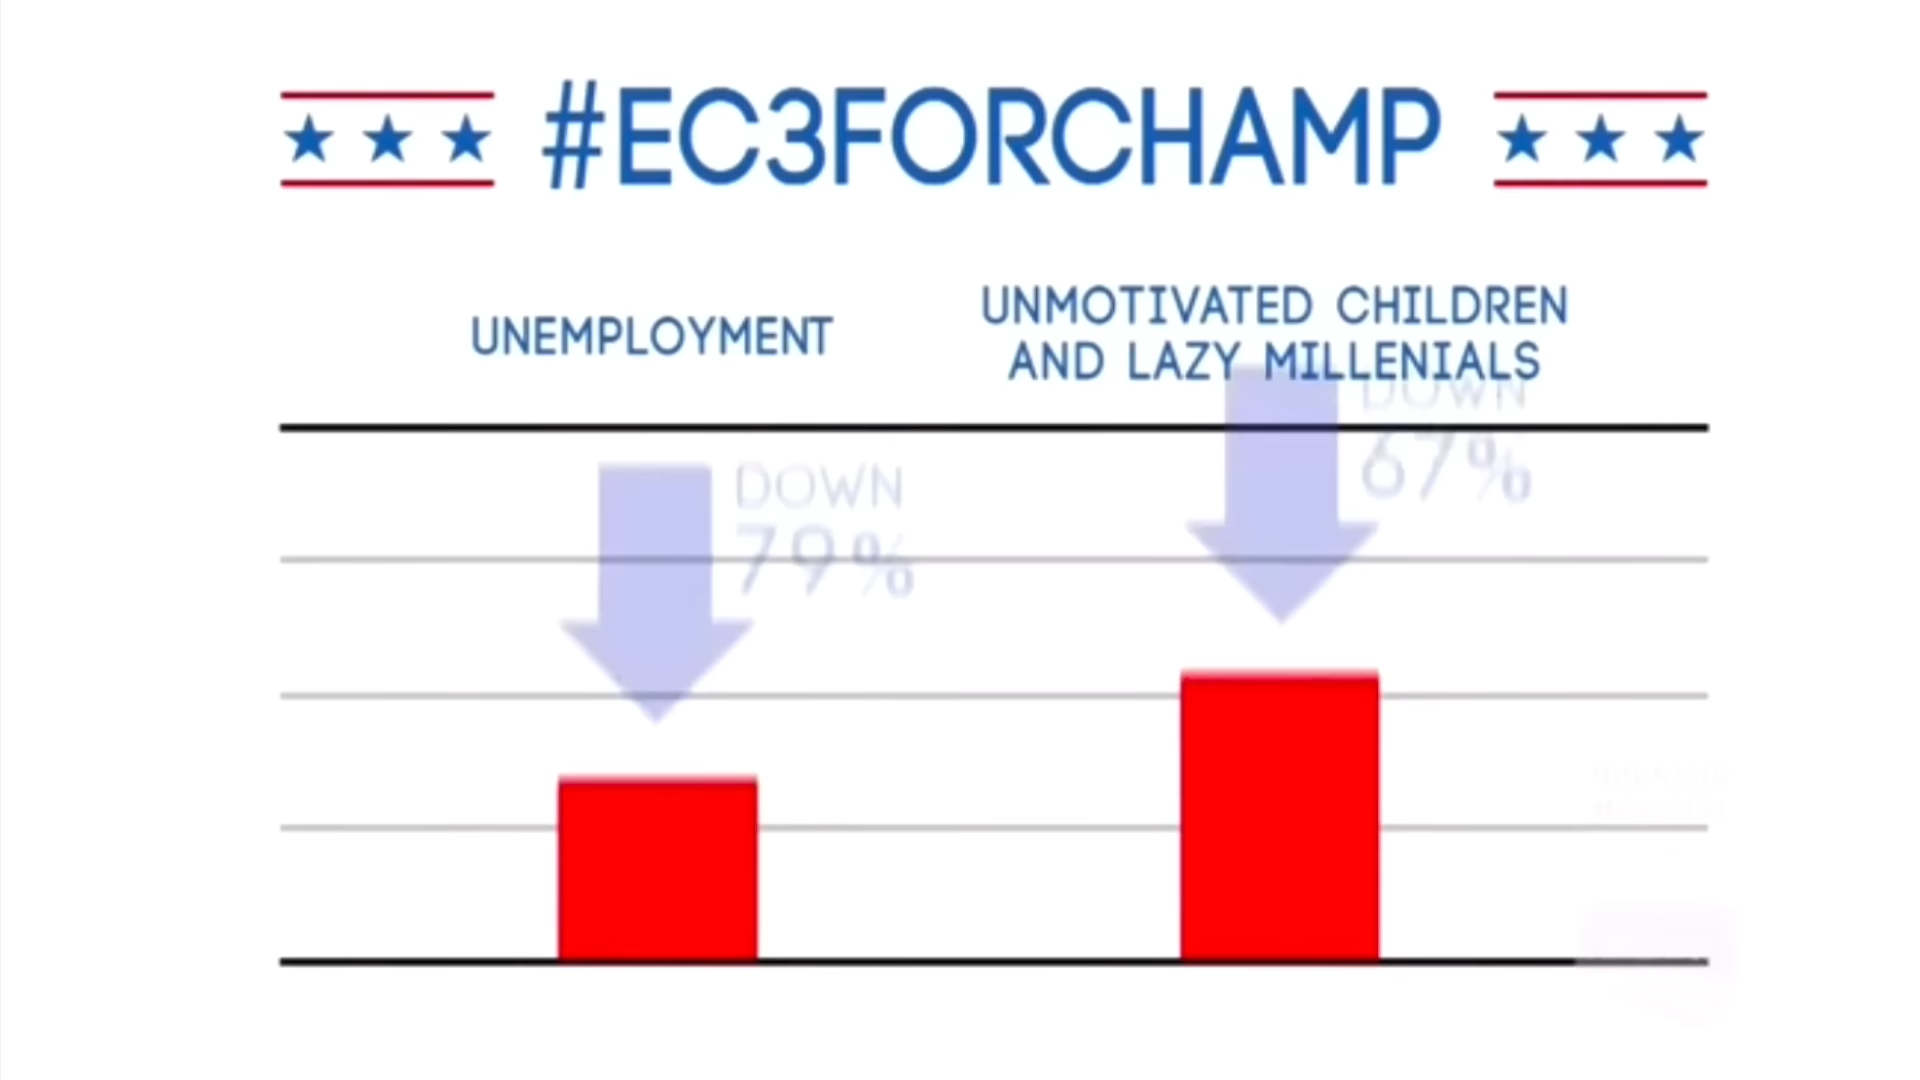 #EC3FORCHAMP
UNEMPLOYMENT
UNMOTIVATED CHILDREN
AND LAZY MILLENIALS
DOWN
79%
DOWN
67%